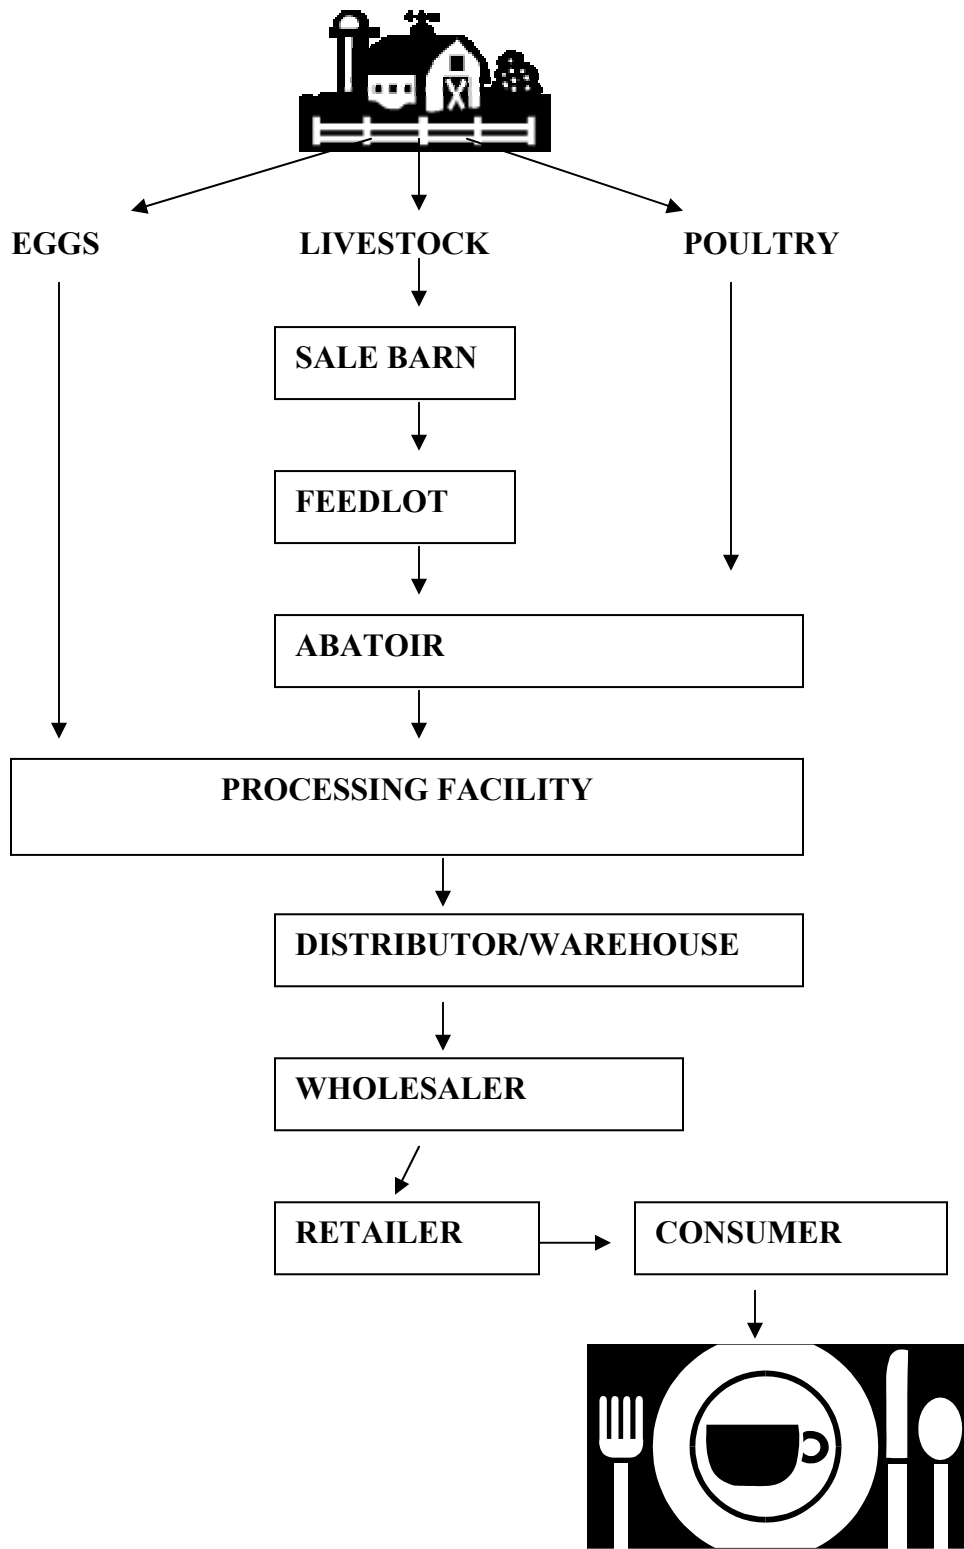 EGGS
LIVESTOCK
POULTRY
SALE BARN
FEEDLOT
ABATOIR
PROCESSING FACILITY
DISTRIBUTOR/WAREHOUSE
WHOLESALER
RETAILER
CONSUMER